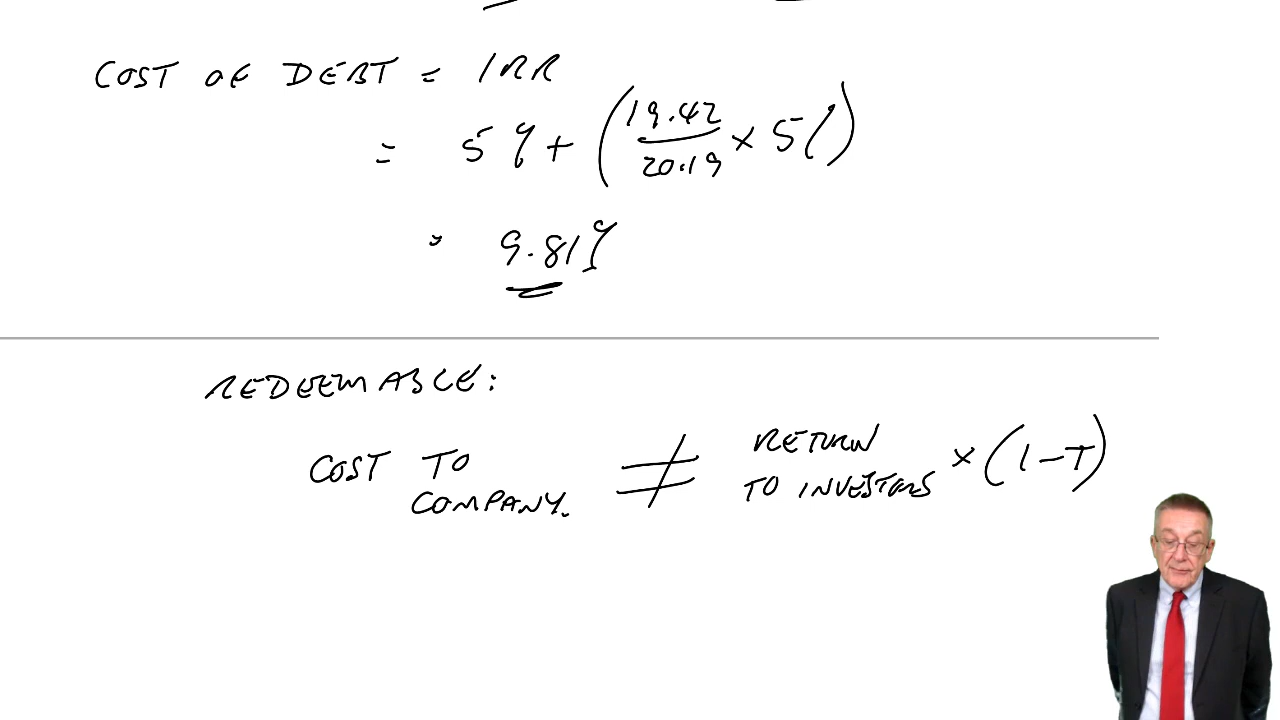 COST OF DEBT = IRR
= 5% + (19.42/20.19 × 5%)
= 9.81%
REDEEMABLE:
COST TO COMPANY. ≠ RETURN TO INVESTORS × (1-T)